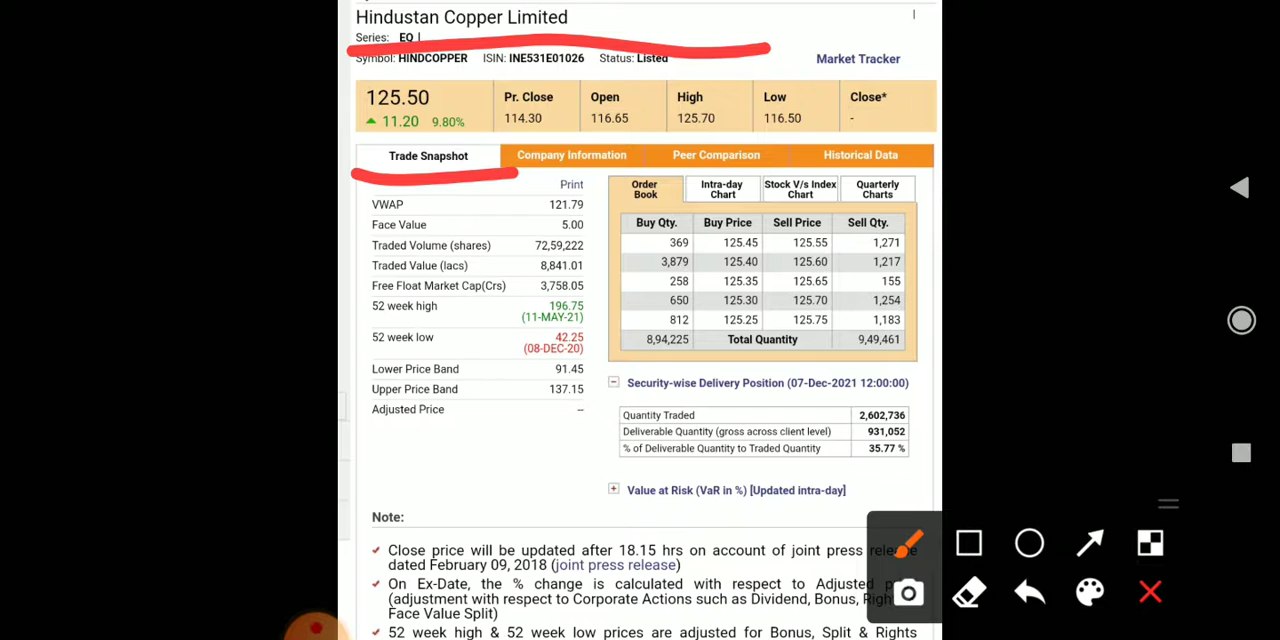 Hindustan Copper Limited
Series: EQ |
Symbol: HINDCOPPER ISIN: INE531E01026 Status: Listed
Market Tracker
125.50 Pr. Close Open High Low Close*
11.20 9.80% 114.30 116.65 125.70 116.50 -
Trade Snapshot Company Information Peer Comparison Historical Data
Print
VWAP 121.79
Face Value 5.00
Traded Volume (shares) 72,59,222
Traded Value (lacs) 8,841.01
Free Float Market Cap(Crs) 3,758.05
52 week high 196.75
(11-MAY-21)
52 week low 42.25
(08-DEC-20)
Lower Price Band 91.45
Upper Price Band 137.15
Adjusted Price --
Order Book Intra-day Chart Stock V/s Index Chart Quarterly Charts
Buy Qty. Buy Price Sell Price Sell Qty.
369 125.45 125.55 1,271
3,879 125.40 125.60 1,217
258 125.35 125.65 155
650 125.30 125.70 1,254
812 125.25 125.75 1,183
8,94,225 Total Quantity 9,49,461
Security-wise Delivery Position (07-Dec-2021 12:00:00)
Quantity Traded 2,602,736
Deliverable Quantity (gross across client level) 931,052
% of Deliverable Quantity to Traded Quantity 35.77 %
Value at Risk (VaR in %) [Updated intra-day]
Note:
Close price will be updated after 18.15 hrs on account of joint press release
dated February 09, 2018 (joint press release)
On Ex-Date, the % change is calculated with respect to Adjusted
(adjustment with respect to Corporate Actions such as Dividend, Bonus, Rights
Face Value Split)
52 week high & 52 week low prices are adjusted for Bonus, Split & Rights